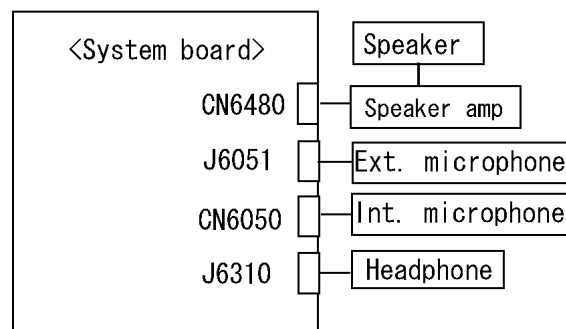 <System board>
Speaker
CN6480
Speaker amp
J6051
Ext. microphone
CN6050
Int. microphone
J6310
Headphone